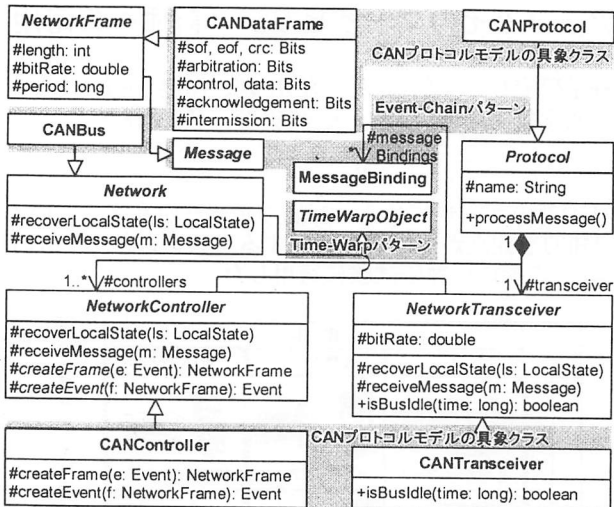 NetworkFrame
#length: int
#bitRate: double
#period: long
CANDataFrame
#sof, eof, crc: Bits
#arbitration: Bits
#control, data: Bits
#acknowledgement: Bits
#intermission: Bits
CANProtocol
CANプロトコルモデルの具象クラス
Event-Chainパターン
CANBus
Message
#message
Bindings
*
MessageBinding
Protocol
#name: String
+processMessage()
Network
#recoverLocalState(ls: LocalState)
#receiveMessage(m: Message)
TimeWarpObject
Time-Warpパターン
1
1..*
#controllers
1
#transceiver
NetworkController
#recoverLocalState(ls: LocalState)
#receiveMessage(m: Message)
#createFrame(e: Event): NetworkFrame
#createEvent(f: NetworkFrame): Event
NetworkTransceiver
#bitRate: double
#recoverLocalState(ls: LocalState)
#receiveMessage(m: Message)
+isBusIdle(time: long): boolean
CANController
#createFrame(e: Event): NetworkFrame
#createEvent(f: NetworkFrame): Event
CANプロトコルモデルの具象クラス
CANTransceiver
+isBusIdle(time: long): boolean